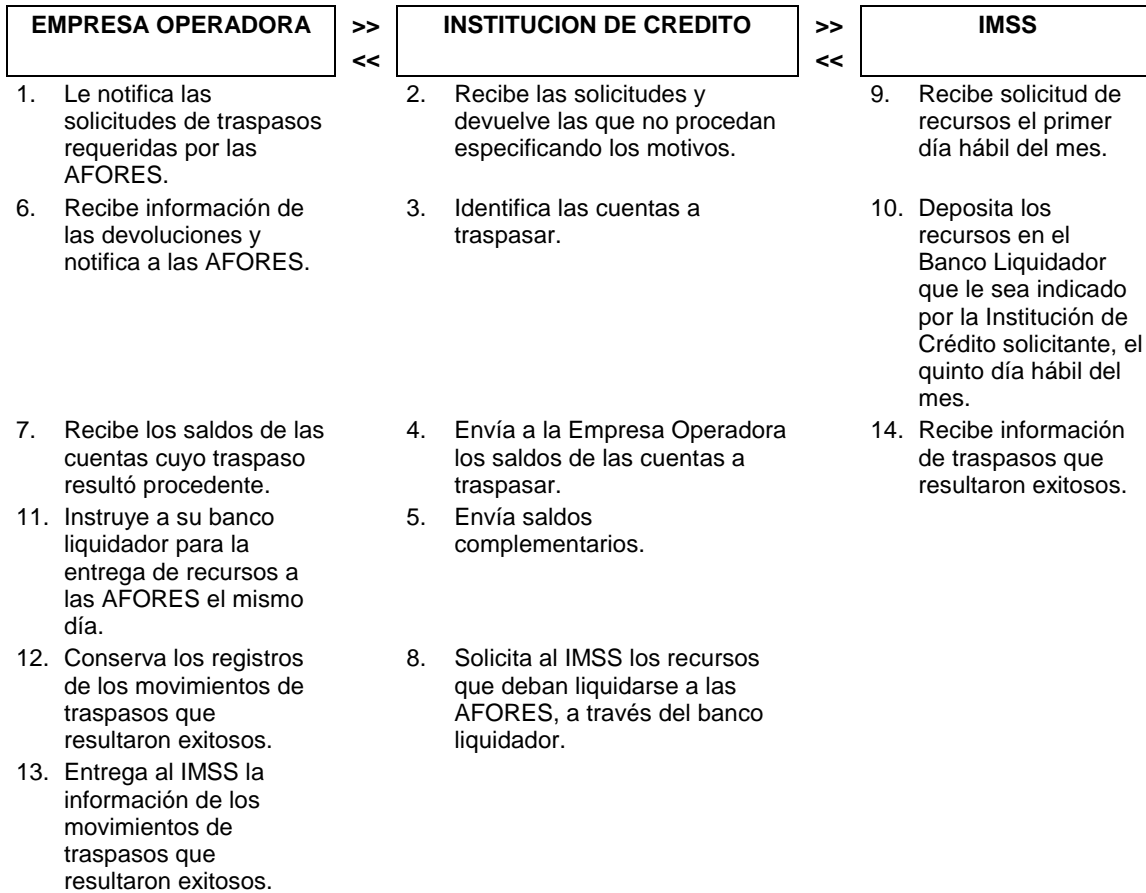 EMPRESA OPERADORA >> INSTITUCION DE CREDITO >> IMSS
<< <<
1. Le notifica las
solicitudes de traspasos
requeridas por las
AFORES.
2. Recibe las solicitudes y
devuelve las que no procedan
especificando los motivos.
9. Recibe solicitud de
recursos el primer
día hábil del mes.
6. Recibe información de
las devoluciones y
notifica a las AFORES.
3. Identifica las cuentas a
traspasar.
10. Deposita los
recursos en el
Banco Liquidador
que le sea indicado
por la Institución de
Crédito solicitante, el
quinto día hábil del
mes.
7. Recibe los saldos de las
cuentas cuyo traspaso
resultó procedente.
4. Envía a la Empresa Operadora
los saldos de las cuentas a
traspasar.
14. Recibe información
de traspasos que
resultaron exitosos.
11. Instruye a su banco
liquidador para la
entrega de recursos a
las AFORES el mismo
día.
5. Envía saldos
complementarios.
12. Conserva los registros
de los movimientos de
traspasos que
resultaron exitosos.
8. Solicita al IMSS los recursos
que deban liquidarse a las
AFORES, a través del banco
liquidador.
13. Entrega al IMSS la
información de los
movimientos de
traspasos que
resultaron exitosos.